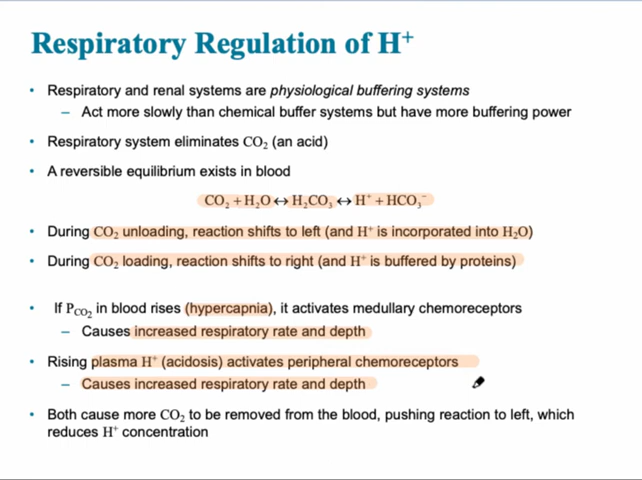 Respiratory Regulation of H⁺
• Respiratory and renal systems are physiological buffering systems
– Act more slowly than chemical buffer systems but have more buffering power
• Respiratory system eliminates CO₂ (an acid)
• A reversible equilibrium exists in blood
CO₂ + H₂O ↔ H₂CO₃ ↔ H⁺ + HCO₃⁻
• During CO₂ unloading, reaction shifts to left (and H⁺ is incorporated into H₂O)
• During CO₂ loading, reaction shifts to right (and H⁺ is buffered by proteins)
• If P_CO₂ in blood rises (hypercapnia), it activates medullary chemoreceptors
– Causes increased respiratory rate and depth
• Rising plasma H⁺ (acidosis) activates peripheral chemoreceptors
– Causes increased respiratory rate and depth
• Both cause more CO₂ to be removed from the blood, pushing reaction to left, which
reduces H⁺ concentration